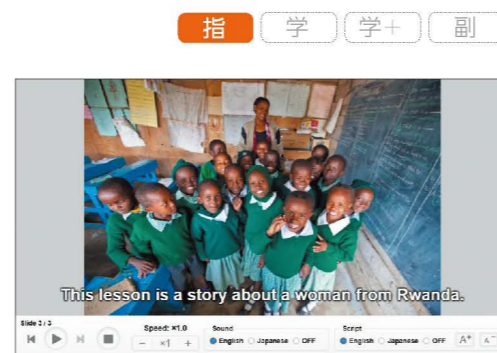 指 学 学+ 副
This lesson is a story about a woman from Rwanda.
Slide 2 / 3
Speed: ×1.0 Sound Script
− ×1 + English Japanese OFF English Japanese OFF A+ A−